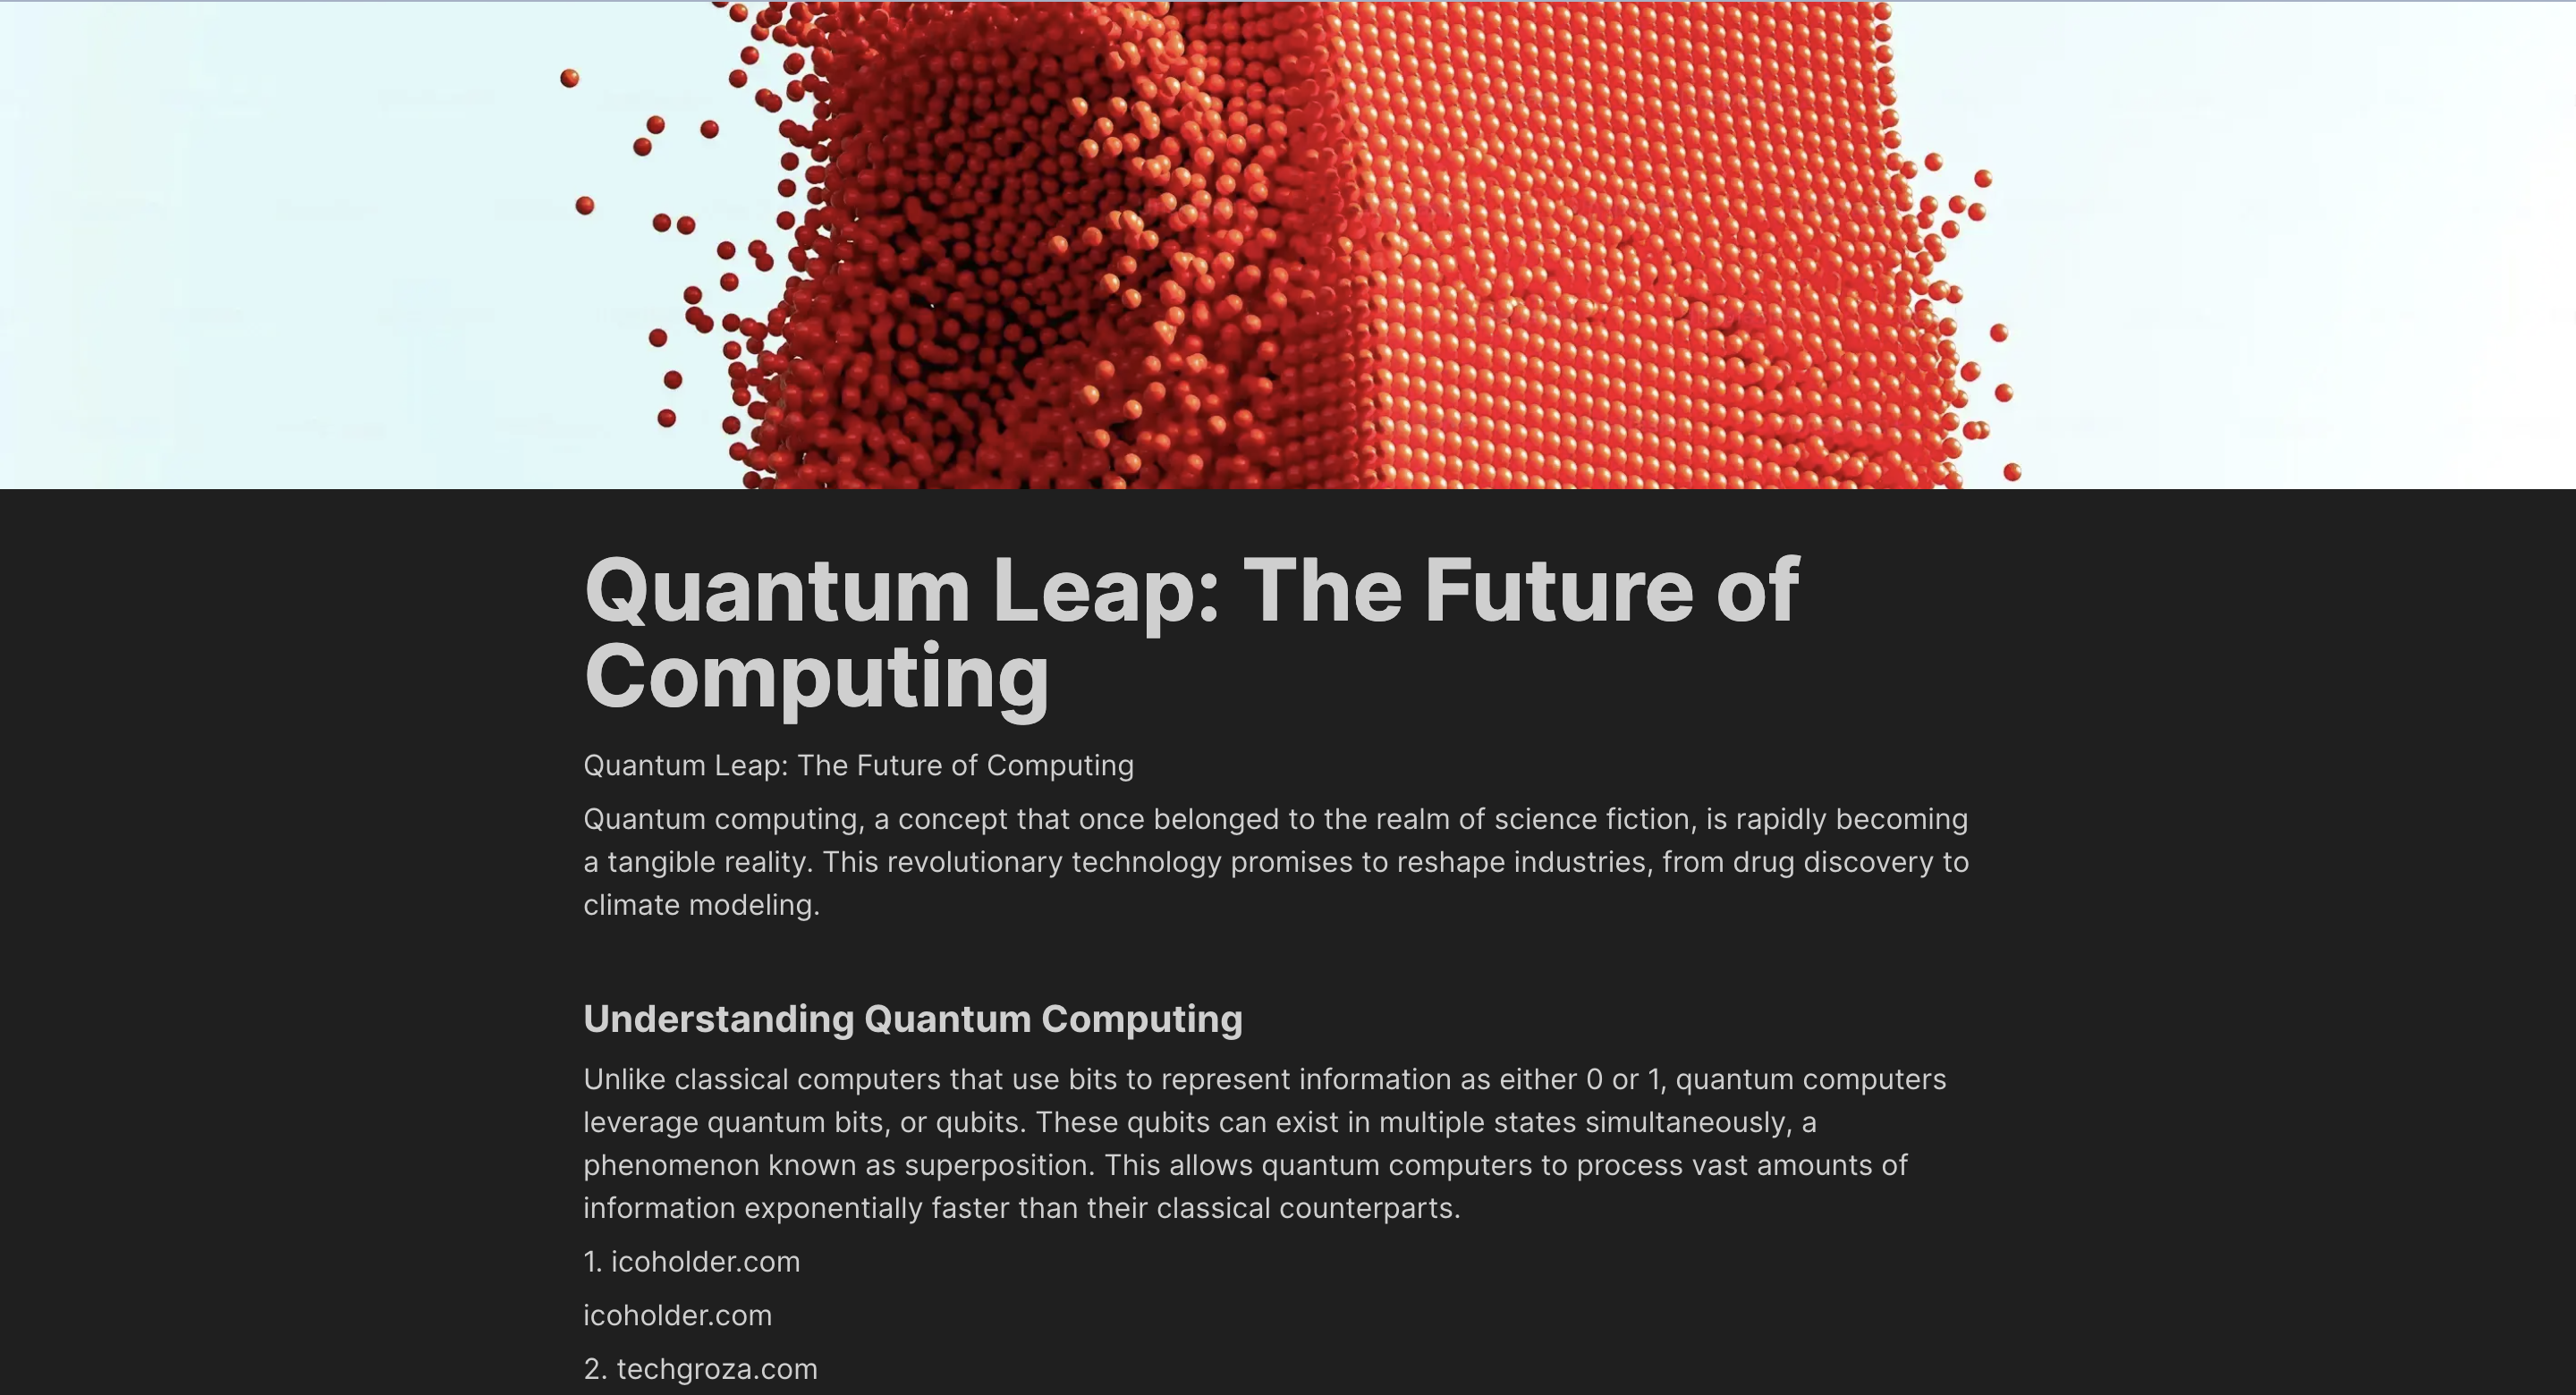 Quantum Leap: The Future of
Computing
Quantum Leap: The Future of Computing
Quantum computing, a concept that once belonged to the realm of science fiction, is rapidly becoming
a tangible reality. This revolutionary technology promises to reshape industries, from drug discovery to
climate modeling.
Understanding Quantum Computing
Unlike classical computers that use bits to represent information as either 0 or 1, quantum computers
leverage quantum bits, or qubits. These qubits can exist in multiple states simultaneously, a
phenomenon known as superposition. This allows quantum computers to process vast amounts of
information exponentially faster than their classical counterparts.
1. icoholder.com
icoholder.com
2. techgroza.com